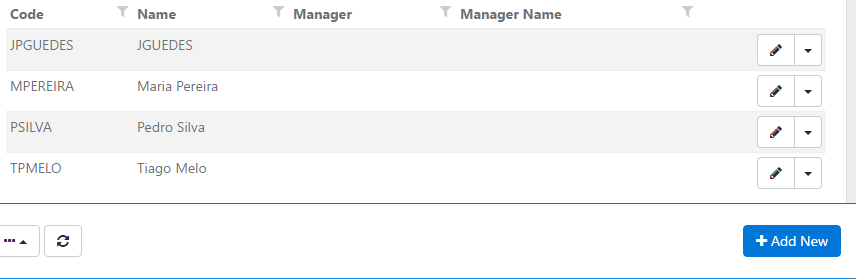 Code Name Manager Manager Name
JPGUEDES JGUEDES
MPEREIRA Maria Pereira
PSILVA Pedro Silva
TPMELO Tiago Melo
Add New